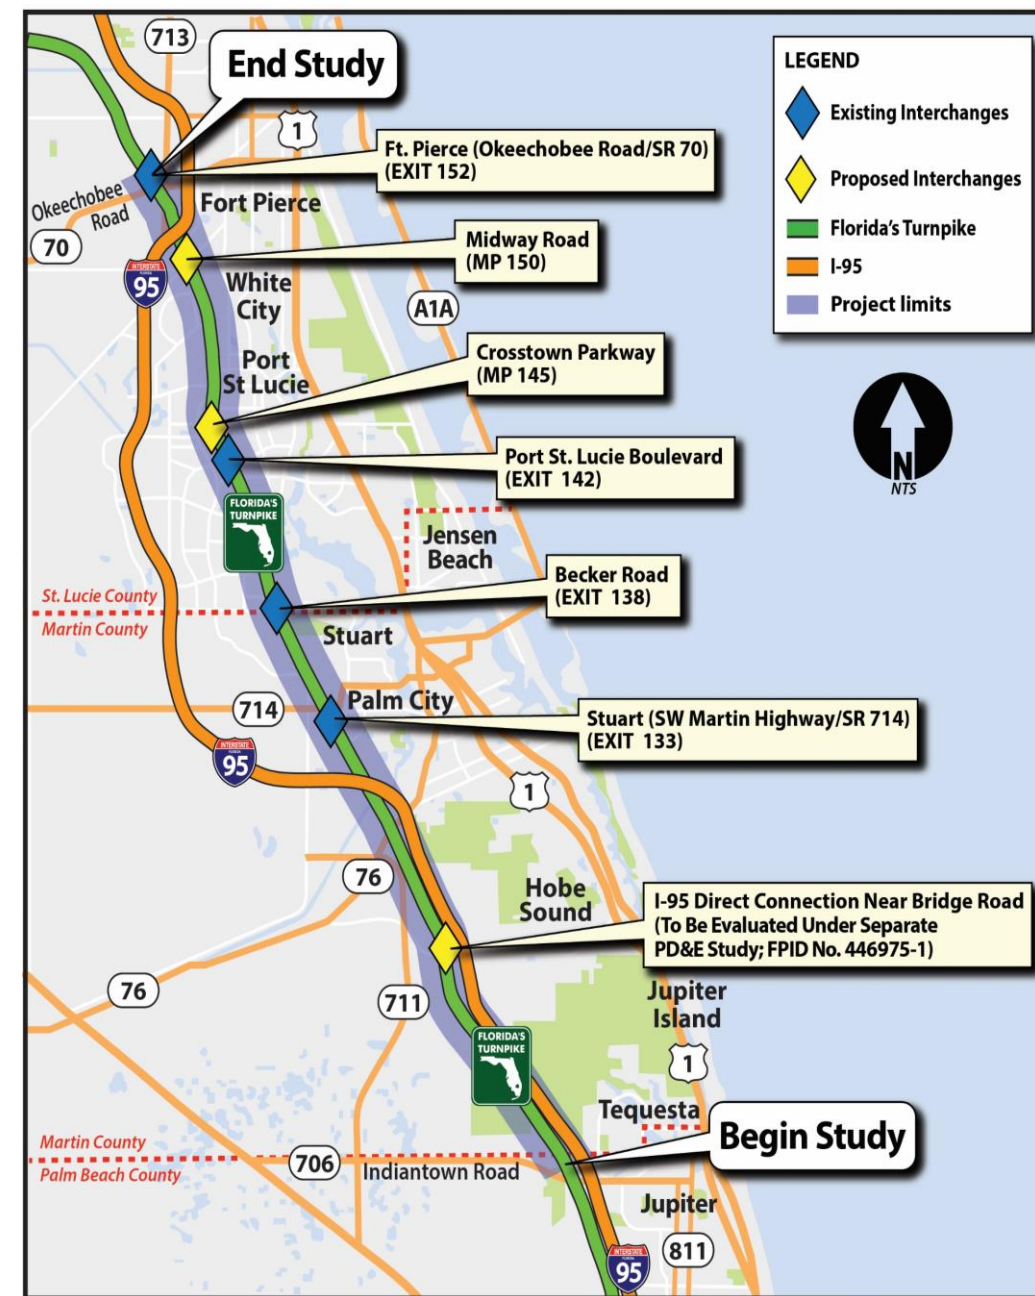 713
End Study
LEGEND
Existing Interchanges
Proposed Interchanges
Florida's Turnpike
I-95
Project limits
1
Ft. Pierce (Okeechobee Road/SR 70)
(EXIT 152)
Okeechobee
Road
Fort Pierce
70
Midway Road
(MP 150)
INTERSTATE
FLORIDA
95
White
City
A1A
Port
St Lucie
Crosstown Parkway
(MP 145)
N
NTS
Port St. Lucie Boulevard
(EXIT 142)
FLORIDA'S
TURNPIKE
Jensen
Beach
Becker Road
(EXIT 138)
St. Lucie County
Martin County
Stuart
Palm City
714
Stuart (SW Martin Highway/SR 714)
(EXIT 133)
INTERSTATE
FLORIDA
95
1
76
Hobe
Sound
I-95 Direct Connection Near Bridge Road
(To Be Evaluated Under Separate
PD&E Study; FPID No. 446975-1)
76
711
Jupiter
Island
FLORIDA'S
TURNPIKE
1
Tequesta
Begin Study
Martin County
Palm Beach County
706
Indiantown Road
Jupiter
811
INTERSTATE
FLORIDA
95